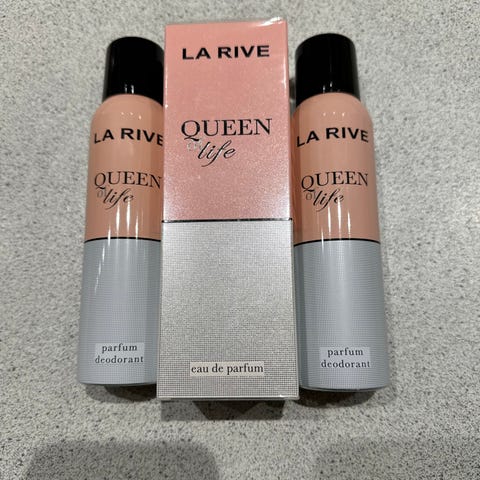 LA RIVE
QUEEN
of life
parfum
deodorant
LA RIVE
QUEEN
of life
eau de parfum
LA RIVE
QUEEN
of life
parfum
deodorant